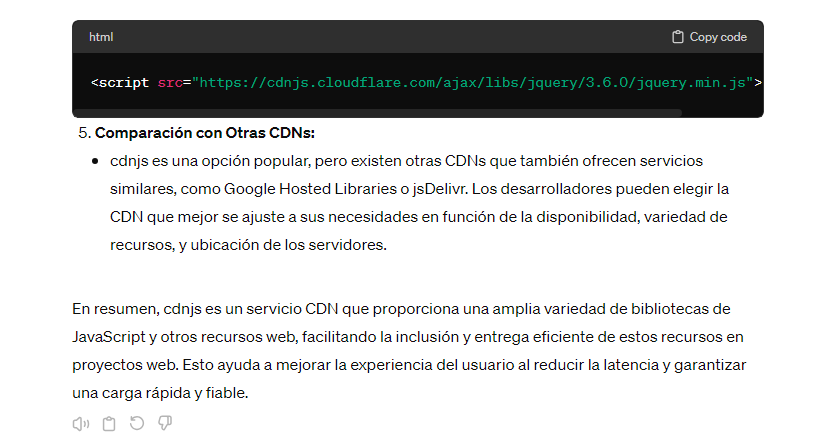 html
Copy code
<script src="https://cdnjs.cloudflare.com/ajax/libs/jquery/3.6.0/jquery.min.js">
5. Comparación con Otras CDNs:
• cdnjs es una opción popular, pero existen otras CDNs que también ofrecen servicios
similares, como Google Hosted Libraries o jsDelivr. Los desarrolladores pueden elegir la
CDN que mejor se ajuste a sus necesidades en función de la disponibilidad, variedad de
recursos, y ubicación de los servidores.
En resumen, cdnjs es un servicio CDN que proporciona una amplia variedad de bibliotecas de
JavaScript y otros recursos web, facilitando la inclusión y entrega eficiente de estos recursos en
proyectos web. Esto ayuda a mejorar la experiencia del usuario al reducir la latencia y garantizar
una carga rápida y fiable.